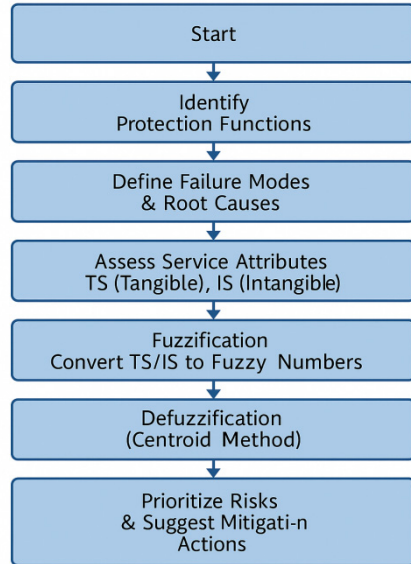 Start
Identify
Protection Functions
Define Failure Modes
& Root Causes
Assess Service Attributes
TS (Tangible), IS (Intangible)
Fuzzification
Convert TS/IS to Fuzzy Numbers
Defuzzification
(Centroid Method)
Prioritize Risks
& Suggest Mitigati-n
Actions